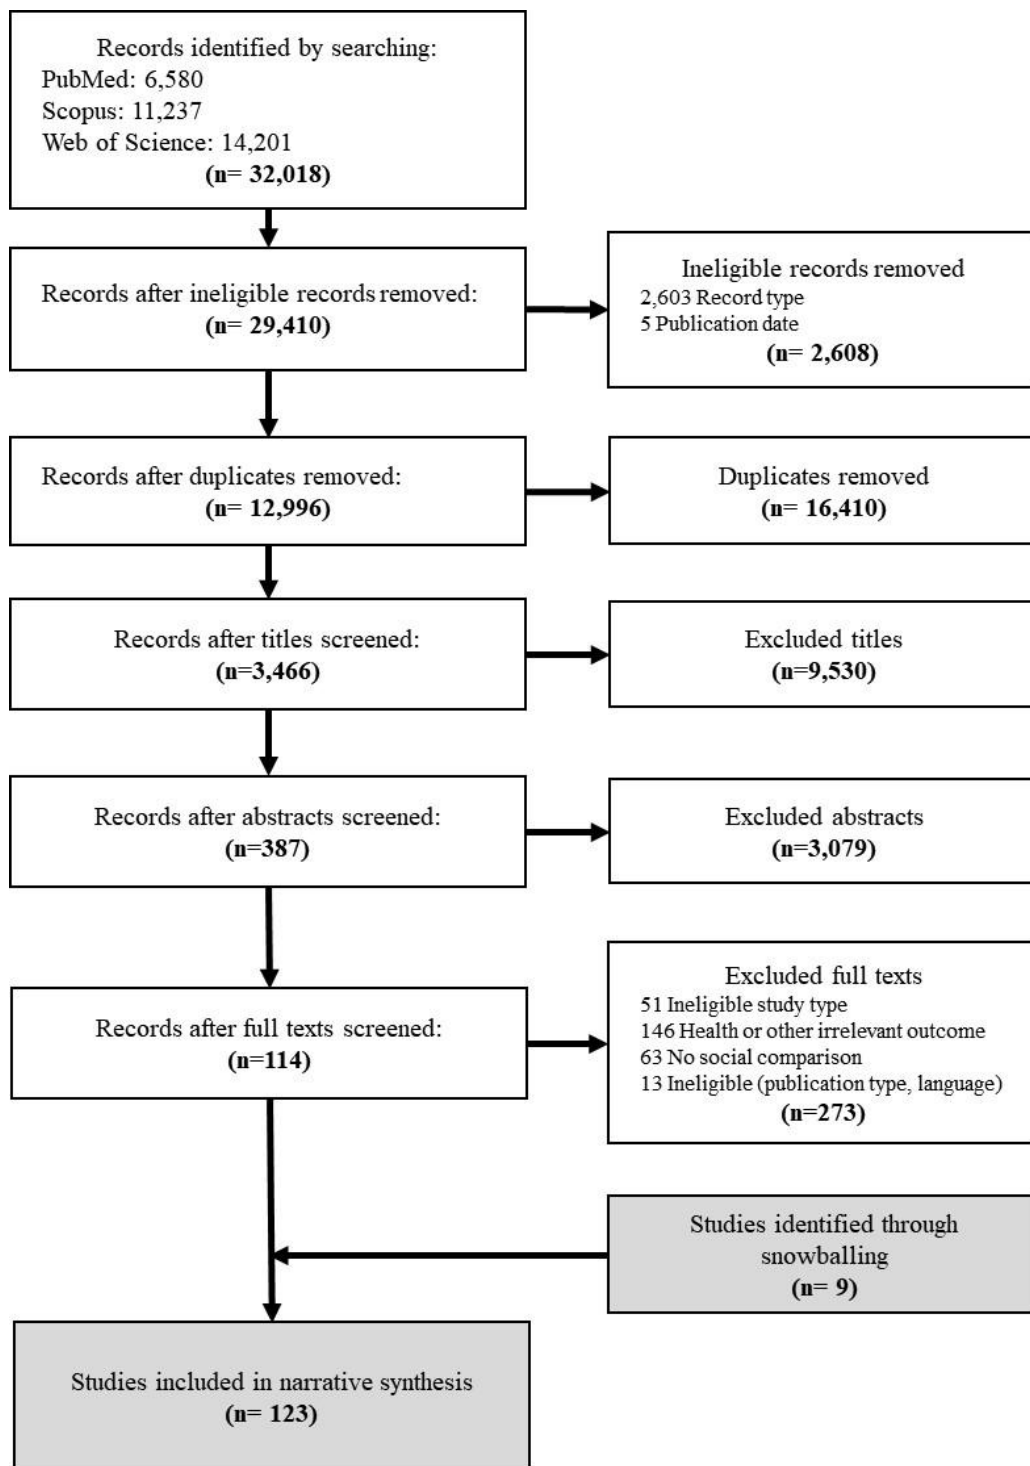 Records identified by searching:
PubMed: 6,580
Scopus: 11,237
Web of Science: 14,201
(n= 32,018)
Records after ineligible records removed:
(n= 29,410)
Ineligible records removed
2,603 Record type
5 Publication date
(n= 2,608)
Records after duplicates removed:
(n= 12,996)
Duplicates removed
(n= 16,410)
Records after titles screened:
(n=3,466)
Excluded titles
(n=9,530)
Records after abstracts screened:
(n=387)
Excluded abstracts
(n=3,079)
Records after full texts screened:
(n=114)
Excluded full texts
51 Ineligible study type
146 Health or other irrelevant outcome
63 No social comparison
13 Ineligible (publication type, language)
(n=273)
Studies identified through
snowballing
(n= 9)
Studies included in narrative synthesis
(n= 123)